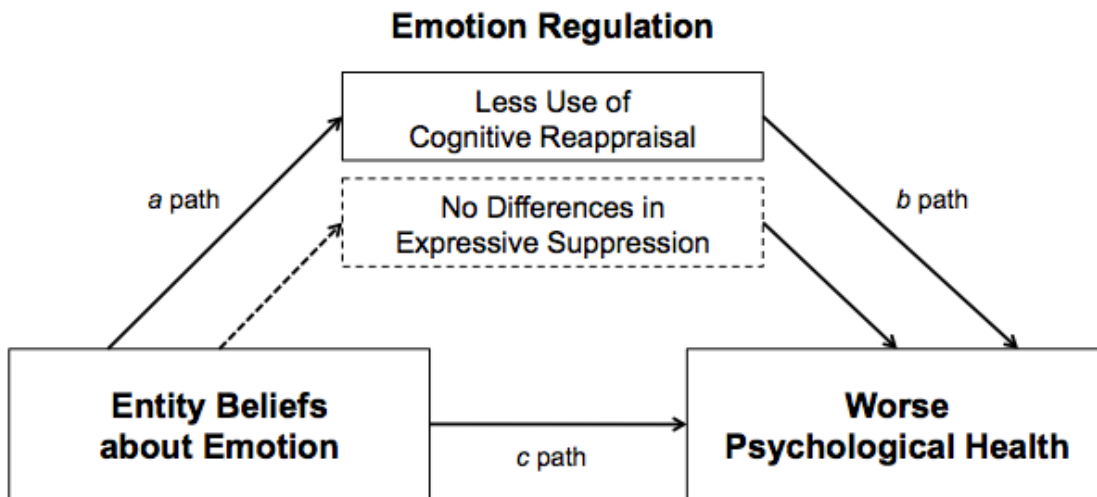 Emotion Regulation
Less Use of
Cognitive Reappraisal
a path
b path
No Differences in
Expressive Suppression
Entity Beliefs
about Emotion
Worse
Psychological Health
c path